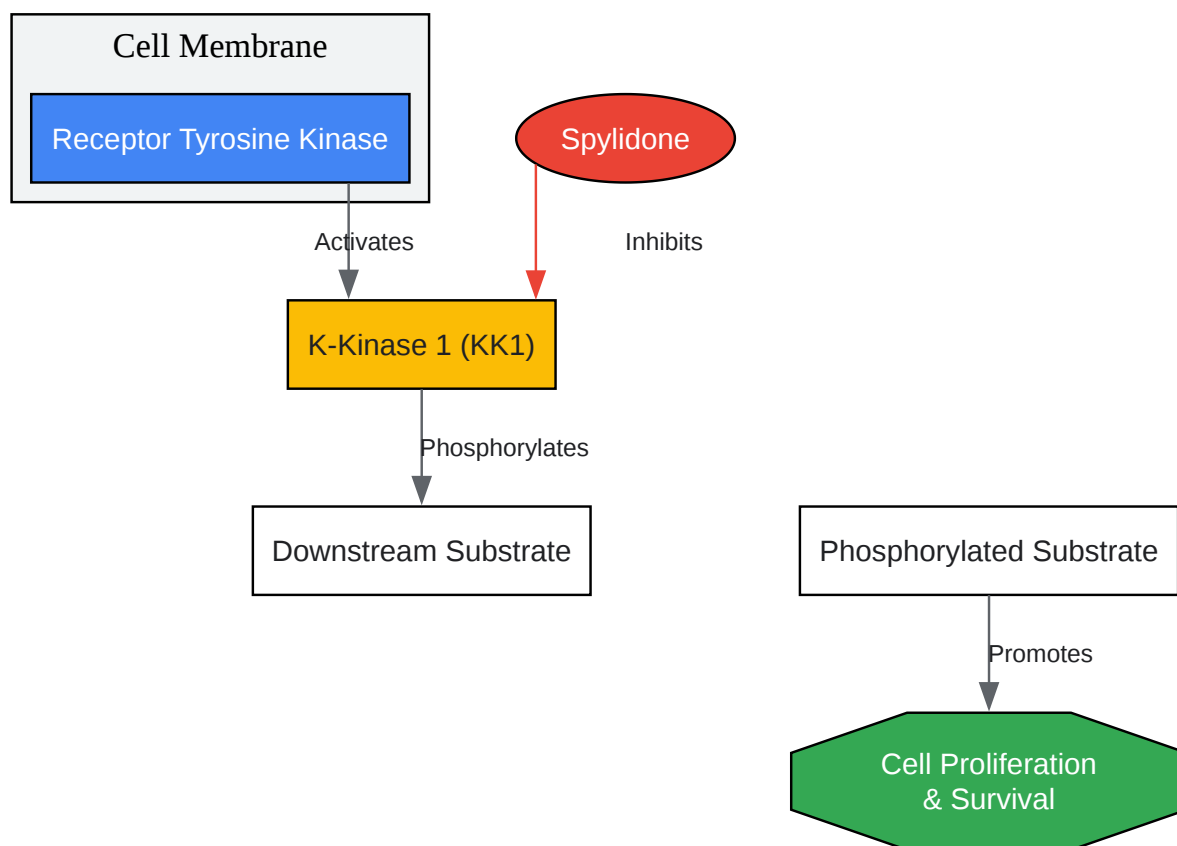 Cell Membrane
Receptor Tyrosine Kinase
Spylidone
Activates
Inhibits
K-Kinase 1 (KK1)
Phosphorylates
Downstream Substrate
Phosphorylated Substrate
Promotes
Cell Proliferation
& Survival